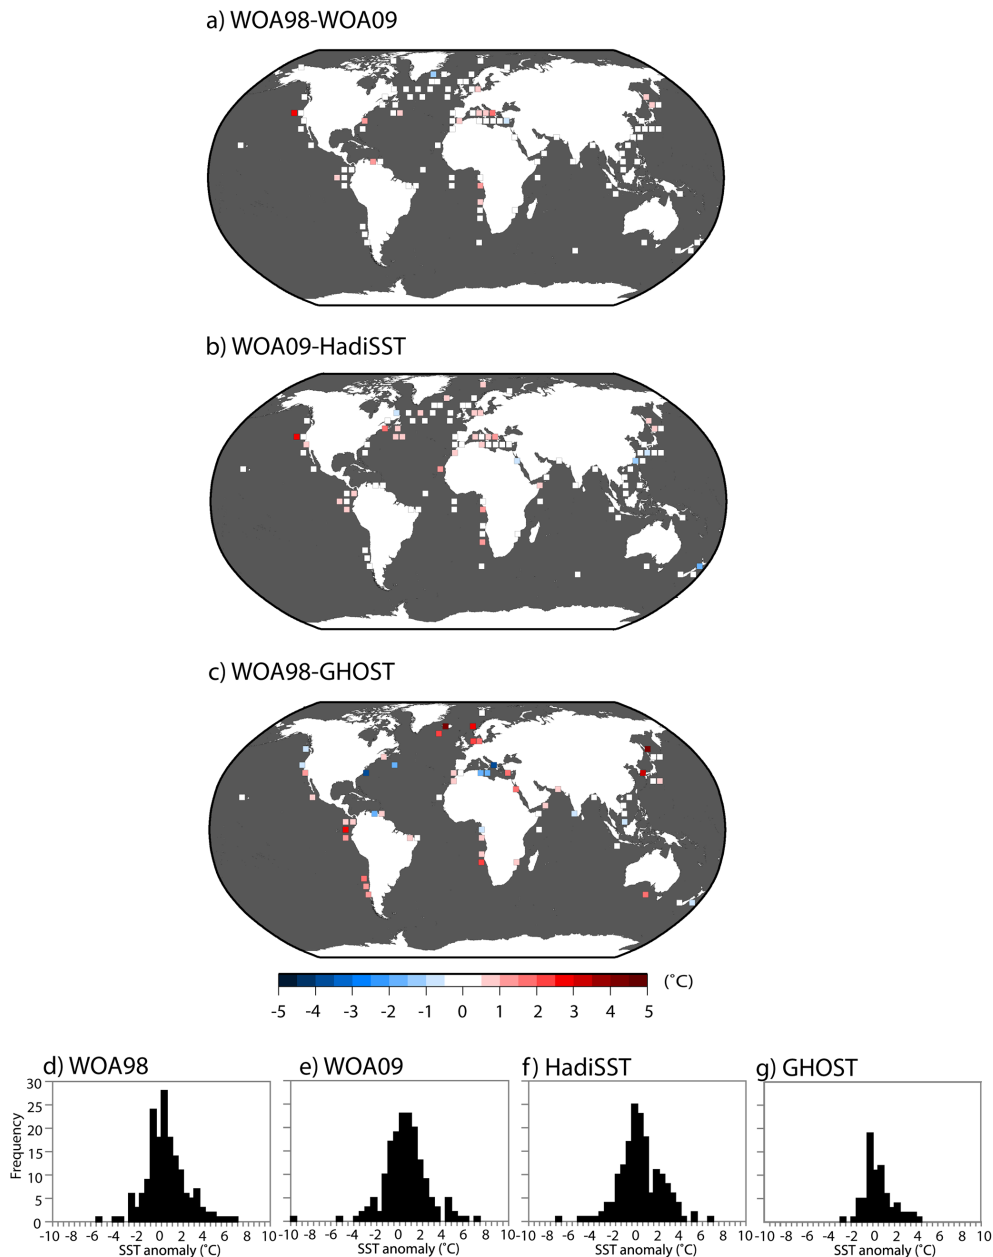 a) WOA98-WOA09
b) WOA09-HadiSST
c) WOA98-GHOST
(˚C)
-5 -4 -3 -2 -1 0 1 2 3 4 5
d) WOA98 e) WOA09 f) HadiSST g) GHOST
30
25
20
15
10
5
0
Frequency
-10 -8 -6 -4 -2 0 2 4 6 8 10 -10 -8 -6 -4 -2 0 2 4 6 8 10 -10 -8 -6 -4 -2 0 2 4 6 8 10 -10 -8 -6 -4 -2 0 2 4 6 8 10
SST anomaly (˚C) SST anomaly (˚C) SST anomaly (˚C) SST anomaly (˚C)